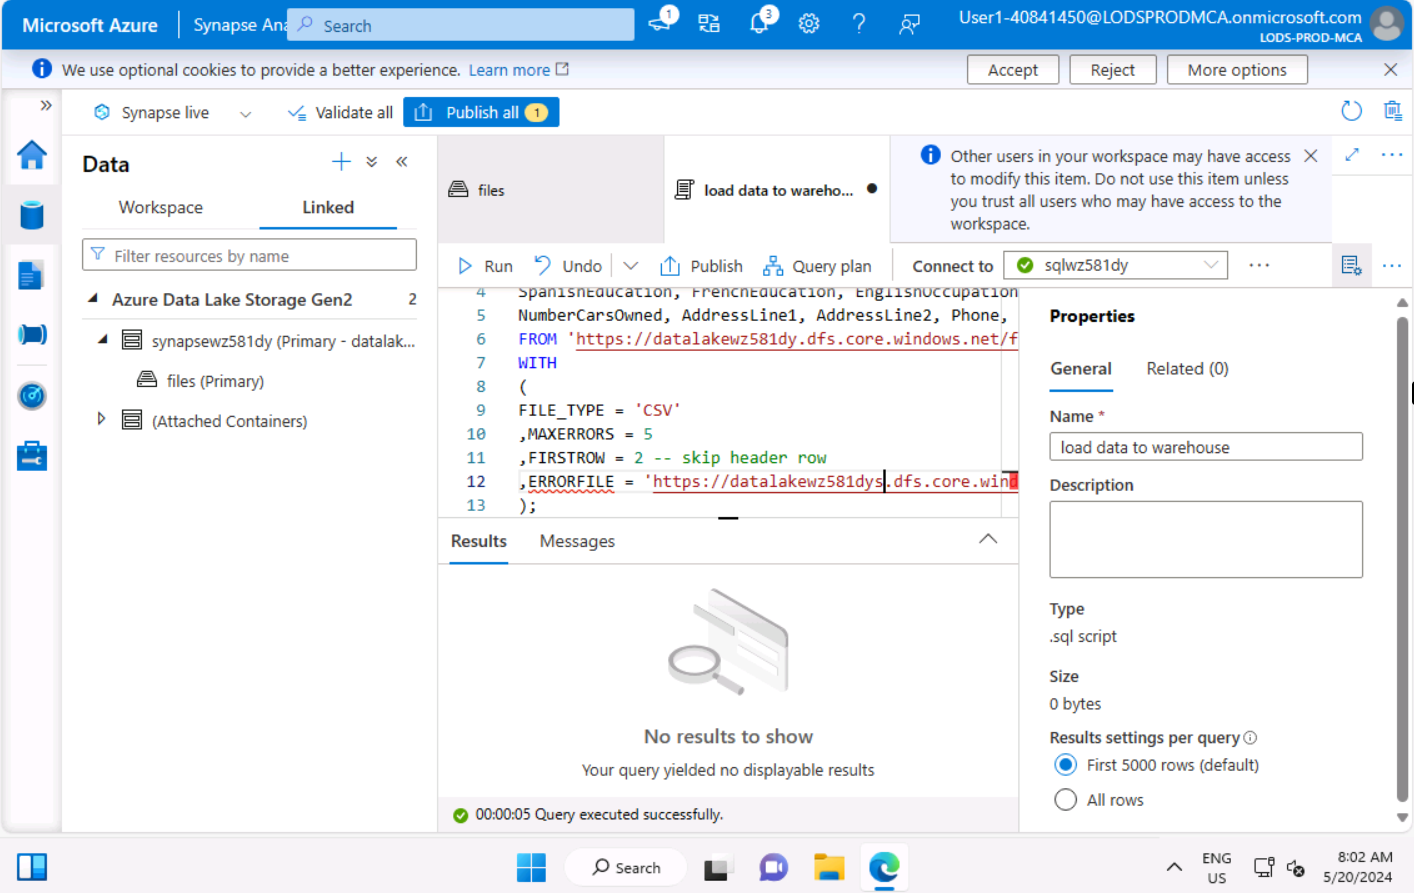 Microsoft Azure
Synapse Ana
Search
1
3
User1-40841450@LODSPRODMCA.onmicrosoft.com
LODS-PROD-MCA
We use optional cookies to provide a better experience. Learn more
Accept
Reject
More options
Synapse live
Validate all
Publish all 1
Data
Workspace
Linked
Filter resources by name
Azure Data Lake Storage Gen2 2
synapsewz581dy (Primary - datalak...
files (Primary)
(Attached Containers)
files
load data to wareho...
Other users in your workspace may have access
to modify this item. Do not use this item unless
you trust all users who may have access to the
workspace.
Run
Undo
Publish
Query plan
Connect to
sqlwz581dy
4 SpanishEducation, FrenchEducation, EnglishOccupation
5 NumberCarsOwned, AddressLine1, AddressLine2, Phone,
6 FROM 'https://datalakewz581dy.dfs.core.windows.net/f
7 WITH
8 (
9 FILE_TYPE = 'CSV'
10 ,MAXERRORS = 5
11 ,FIRSTROW = 2 -- skip header row
12 ,ERRORFILE = 'https://datalakewz581dys.dfs.core.wind
13 );
Results
Messages
No results to show
Your query yielded no displayable results
00:00:05 Query executed successfully.
Properties
General
Related (0)
Name *
load data to warehouse
Description
Type
.sql script
Size
0 bytes
Results settings per query
First 5000 rows (default)
All rows
Search
ENG
US
8:02 AM
5/20/2024